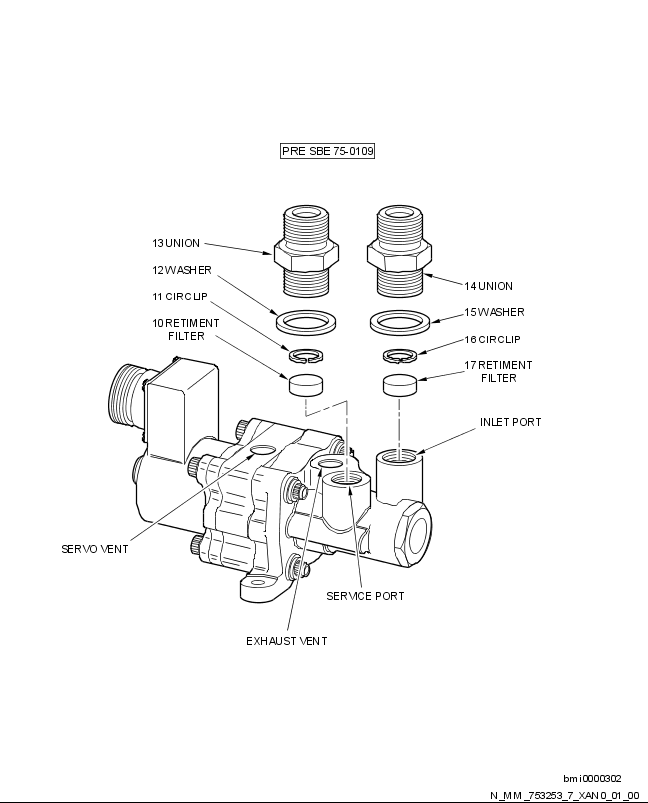 PRE SBE 75-0109
13 UNION
12 WASHER
11 CIRCLIP
10 RETIMENT
FILTER
14 UNION
15 WASHER
16 CIRCLIP
17 RETIMENT
FILTER
INLET PORT
SERVO VENT
SERVICE PORT
EXHAUST VENT
bmi0000302
N_MM_753253_7_XAN0_01_00